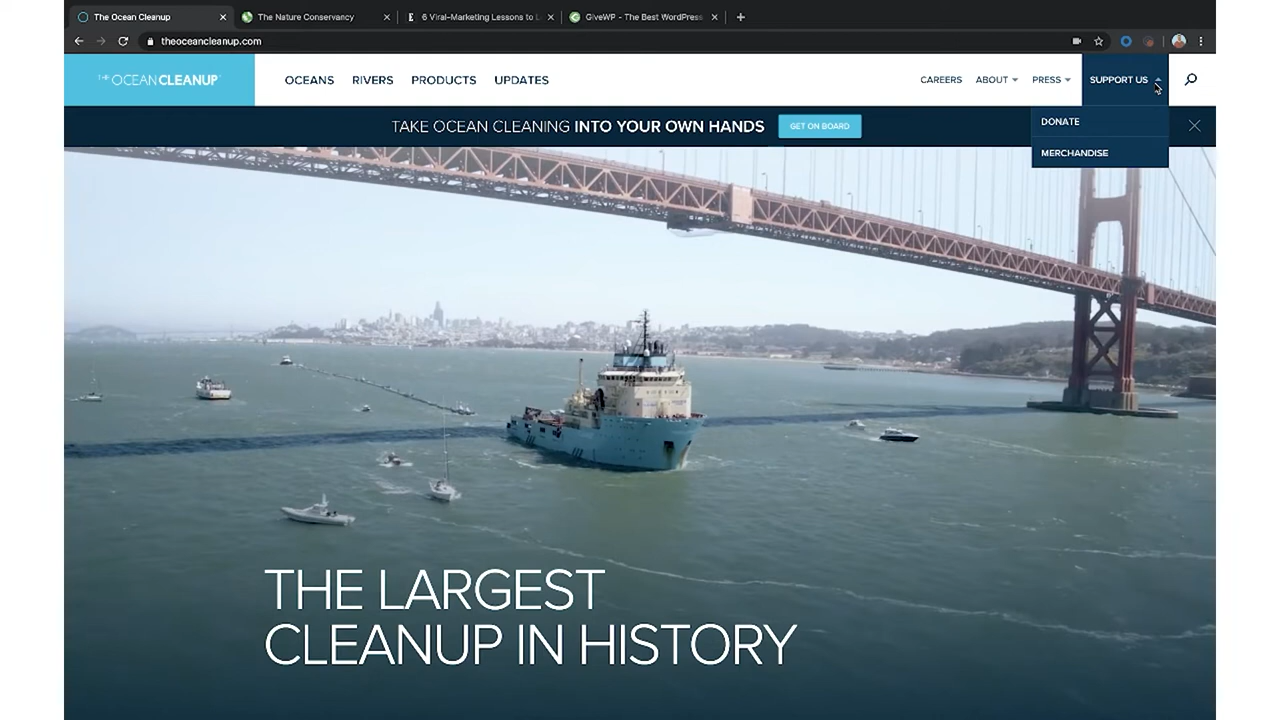 The Ocean Cleanup
The Nature Conservancy
6 Viral-Marketing Lessons to L
GiveWP - The Best WordPress
theoceancleanup.com
THE OCEAN CLEANUP
OCEANS
RIVERS
PRODUCTS
UPDATES
CAREERS
ABOUT
PRESS
SUPPORT US
TAKE OCEAN CLEANING INTO YOUR OWN HANDS
GET ON BOARD
DONATE
MERCHANDISE
THE LARGEST
CLEANUP IN HISTORY